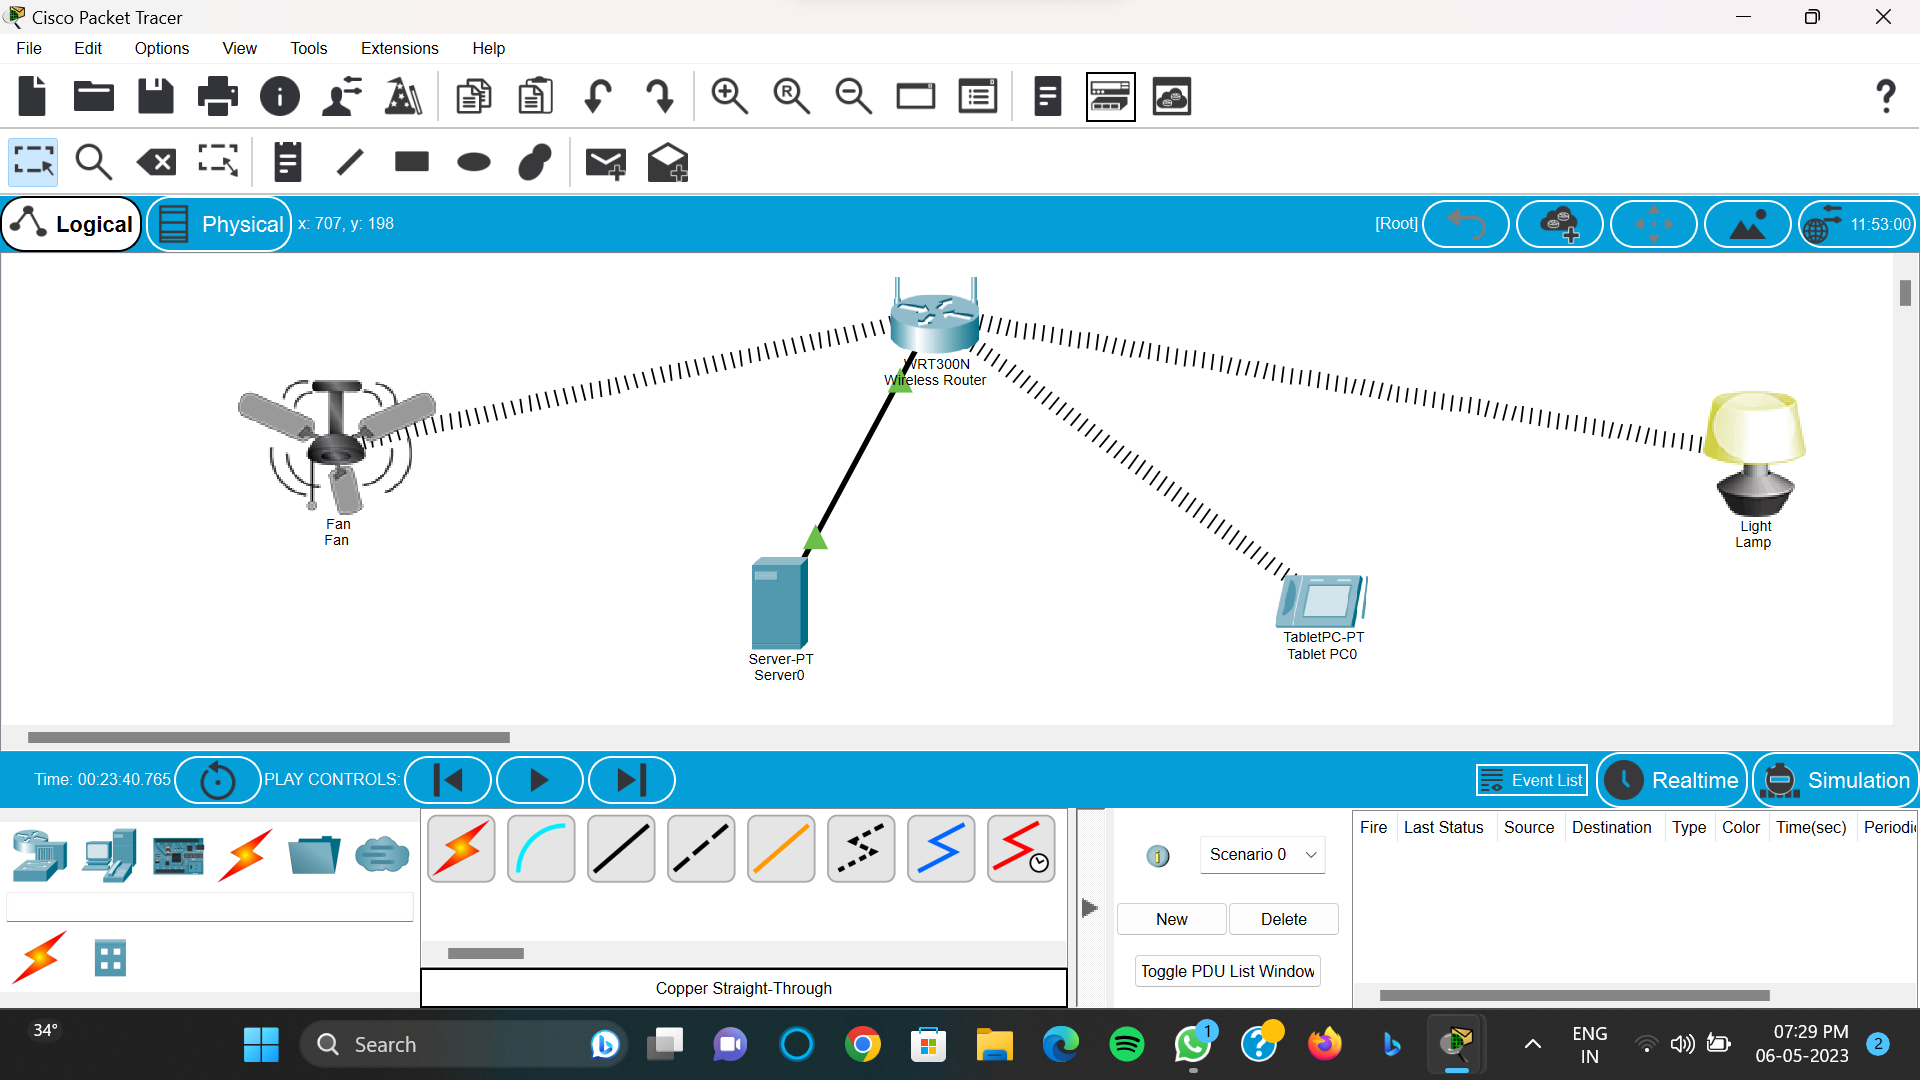 Cisco Packet Tracer
File Edit Options View Tools Extensions Help
R
?
Logical Physical x: 707, y: 198 [Root] 11:53:00
WRT300N
Wireless Router
Fan
Fan
Light
Lamp
TabletPC-PT
Tablet PC0
Server-PT
Server0
Time: 00:23:40.765 PLAY CONTROLS: Event List Realtime Simulation
Fire Last Status Source Destination Type Color Time(sec) Periodi
Scenario 0
New Delete
Toggle PDU List Window
Copper Straight-Through
34°
Search
1
ENG
IN
07:29 PM
06-05-2023
2